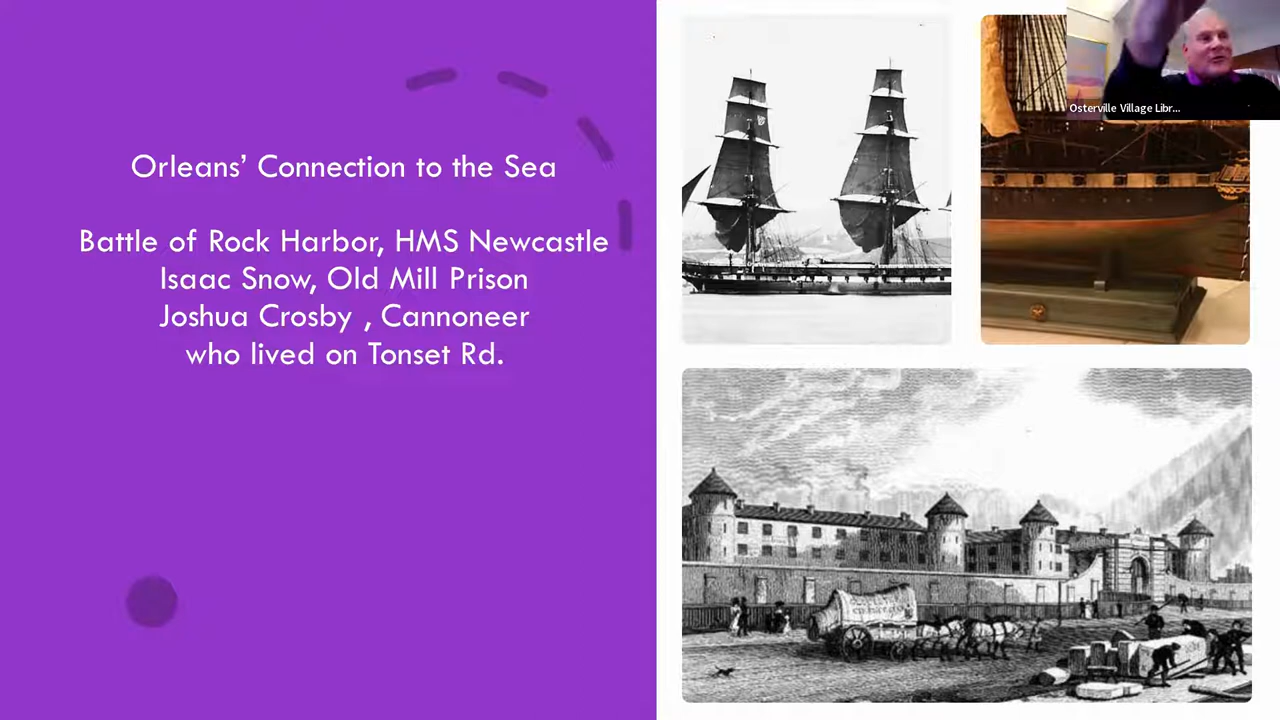 Orleans’ Connection to the Sea
Battle of Rock Harbor, HMS Newcastle
Isaac Snow, Old Mill Prison
Joshua Crosby , Cannoneer
who lived on Tonset Rd.
Osterville Village Libr...